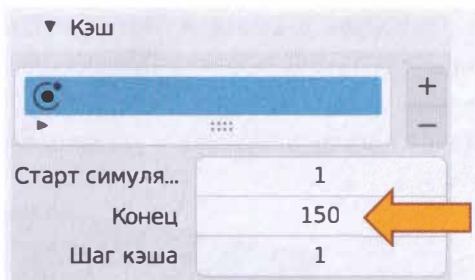 Кэш
+
−
Старт симуля... 1
Конец 150
Шаг кэша 1